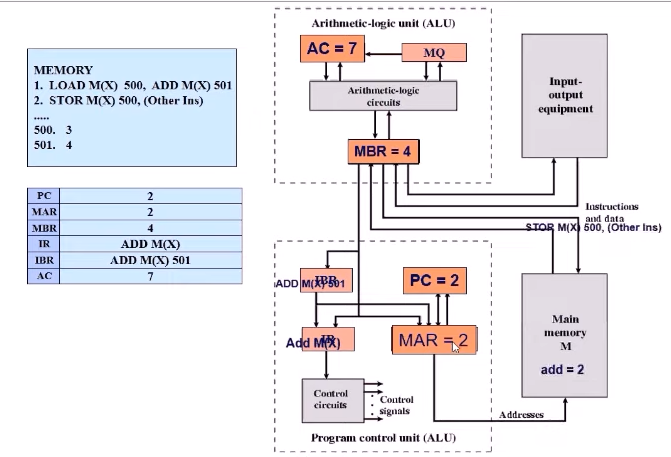 MEMORY
1. LOAD M(X) 500, ADD M(X) 501
2. STOR M(X) 500, (Other Ins)
.....
500. 3
501. 4
PC 2
MAR 2
MBR 4
IR ADD M(X)
IBR ADD M(X) 501
AC 7
Arithmetic-logic unit (ALU)
AC = 7
MQ
Arithmetic-logic
circuits
MBR = 4
Input-
output
equipment
Instructions
and data
STOR M(X) 500, (Other Ins)
IBR
ADD M(X) 501
PC = 2
IR
Add M(X)
MAR = 2
Main
memory
M
add = 2
Control
circuits
Control
signals
Addresses
Program control unit (ALU)